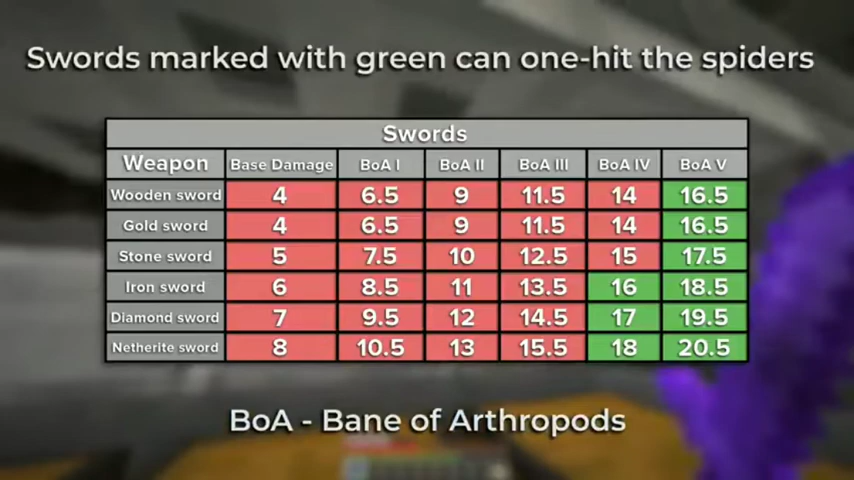 Swords marked with green can one-hit the spiders
Swords
Weapon Base Damage BoA I BoA II BoA III BoA IV BoA V
Wooden sword 4 6.5 9 11.5 14 16.5
Gold sword 4 6.5 9 11.5 14 16.5
Stone sword 5 7.5 10 12.5 15 17.5
Iron sword 6 8.5 11 13.5 16 18.5
Diamond sword 7 9.5 12 14.5 17 19.5
Netherite sword 8 10.5 13 15.5 18 20.5
BoA - Bane of Arthropods